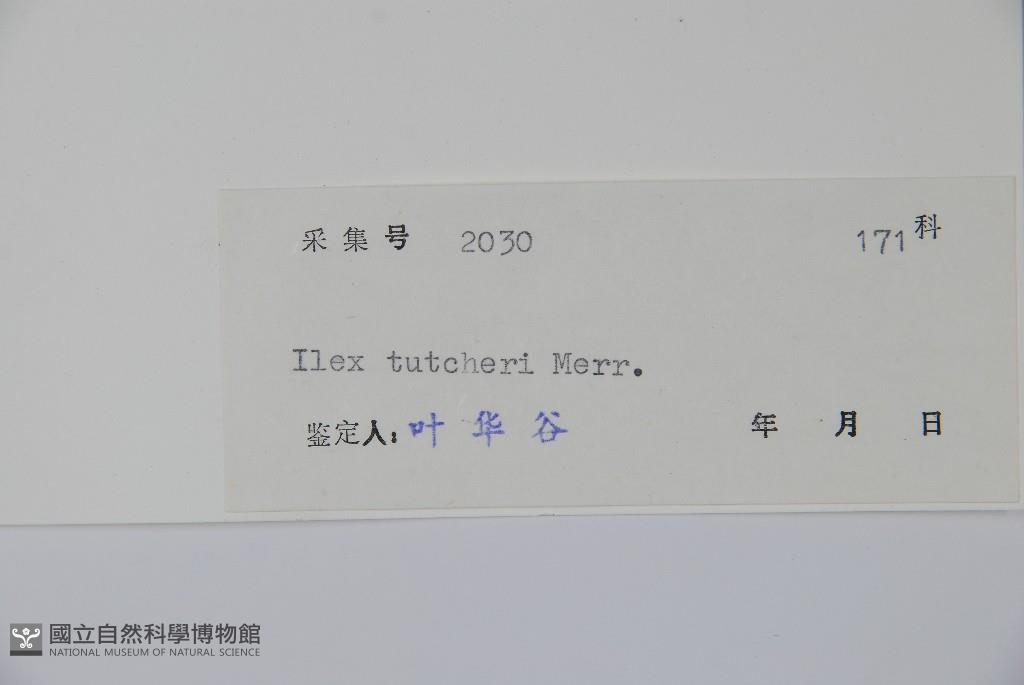 采集号 2030 171科
Ilex tutcheri Merr.
鉴定人:叶华谷 年 月 日
國立自然科學博物館
NATIONAL MUSEUM OF NATURAL SCIENCE